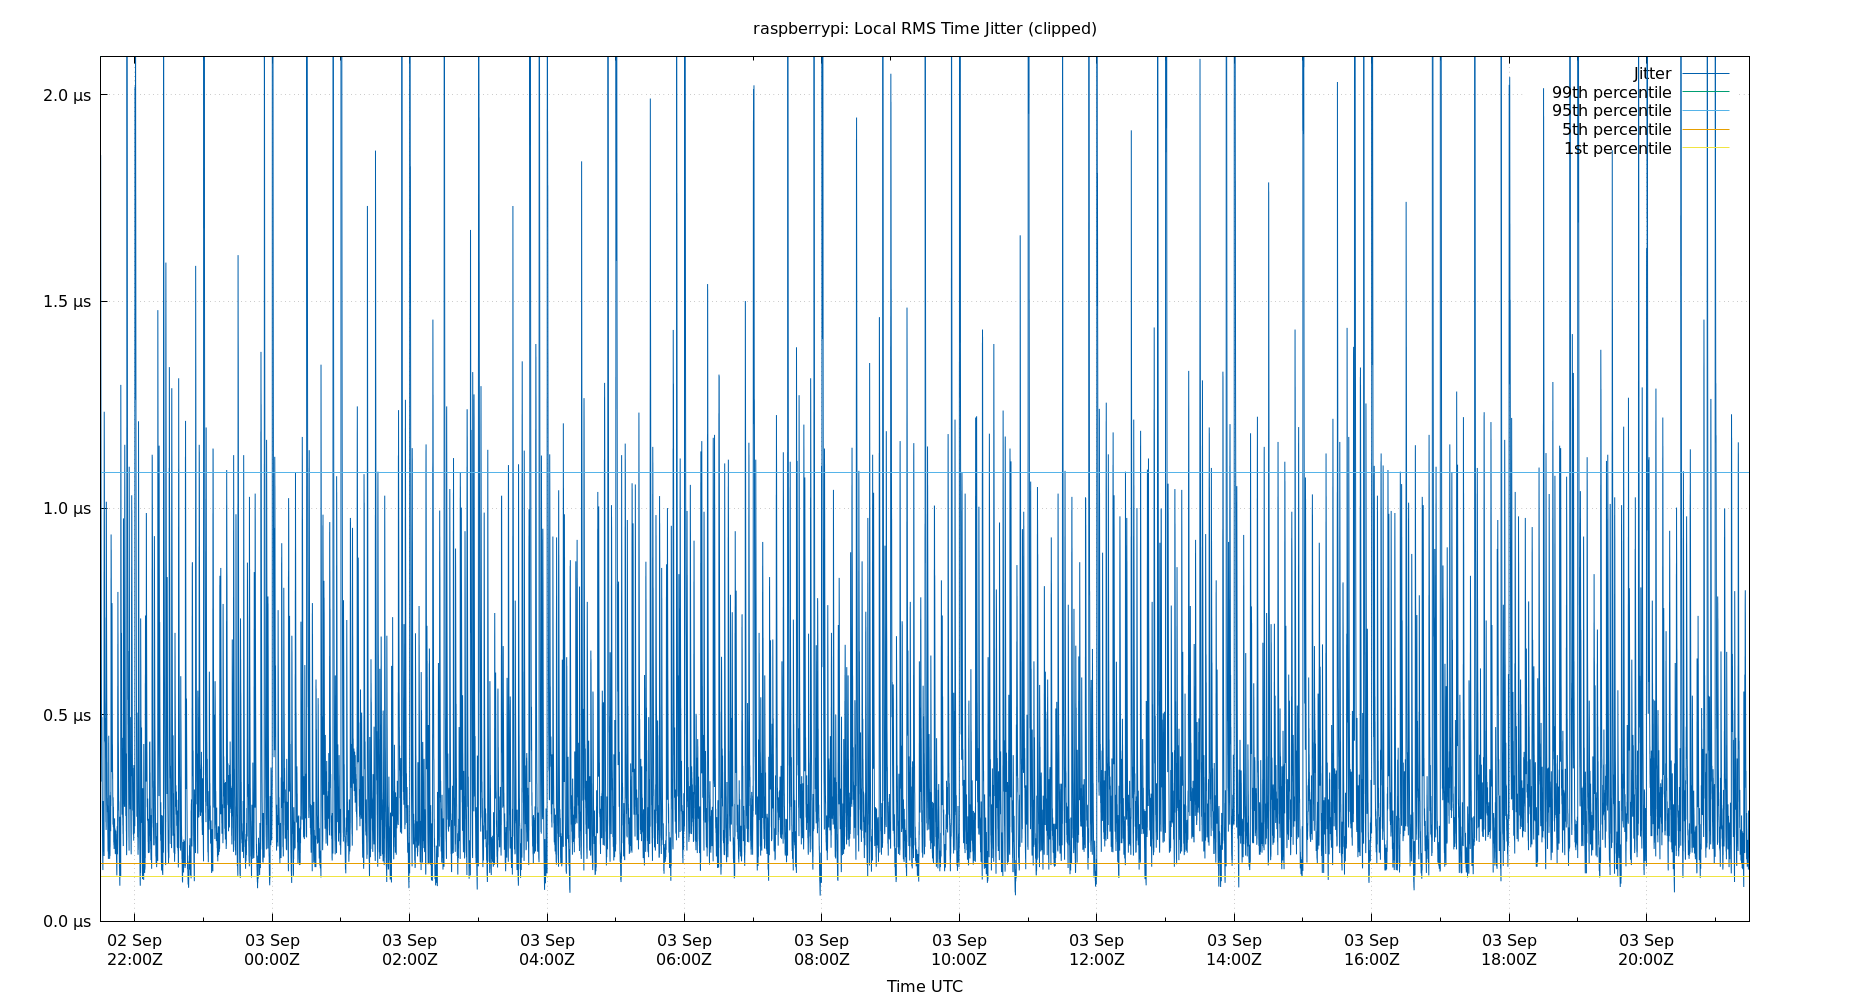 raspberrypi: Local RMS Time Jitter (clipped)
2.0 μs
1.5 μs
1.0 μs
0.5 μs
0.0 μs
Jitter
99th percentile
95th percentile
5th percentile
1st percentile
02 Sep
22:00Z
03 Sep
00:00Z
03 Sep
02:00Z
03 Sep
04:00Z
03 Sep
06:00Z
03 Sep
08:00Z
03 Sep
10:00Z
03 Sep
12:00Z
03 Sep
14:00Z
03 Sep
16:00Z
03 Sep
18:00Z
03 Sep
20:00Z
Time UTC